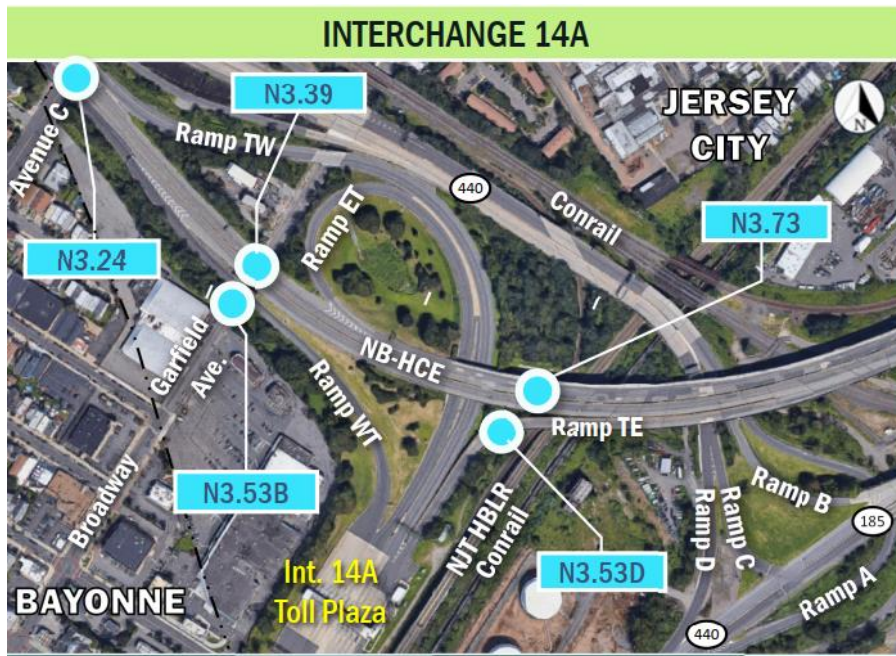 INTERCHANGE 14A
N3.39
JERSEY
CITY
N
Avenue C
Ramp TW
440
Conrail
Ramp ET
N3.73
N3.24
Garfield
Ave.
NB-HCE
Ramp WT
Ramp TE
N3.53B
Broadway
Ramp B
185
NJT HBLR
Conrail
Ramp D
Ramp C
N3.53D
Int. 14A
Toll Plaza
Ramp A
BAYONNE
440